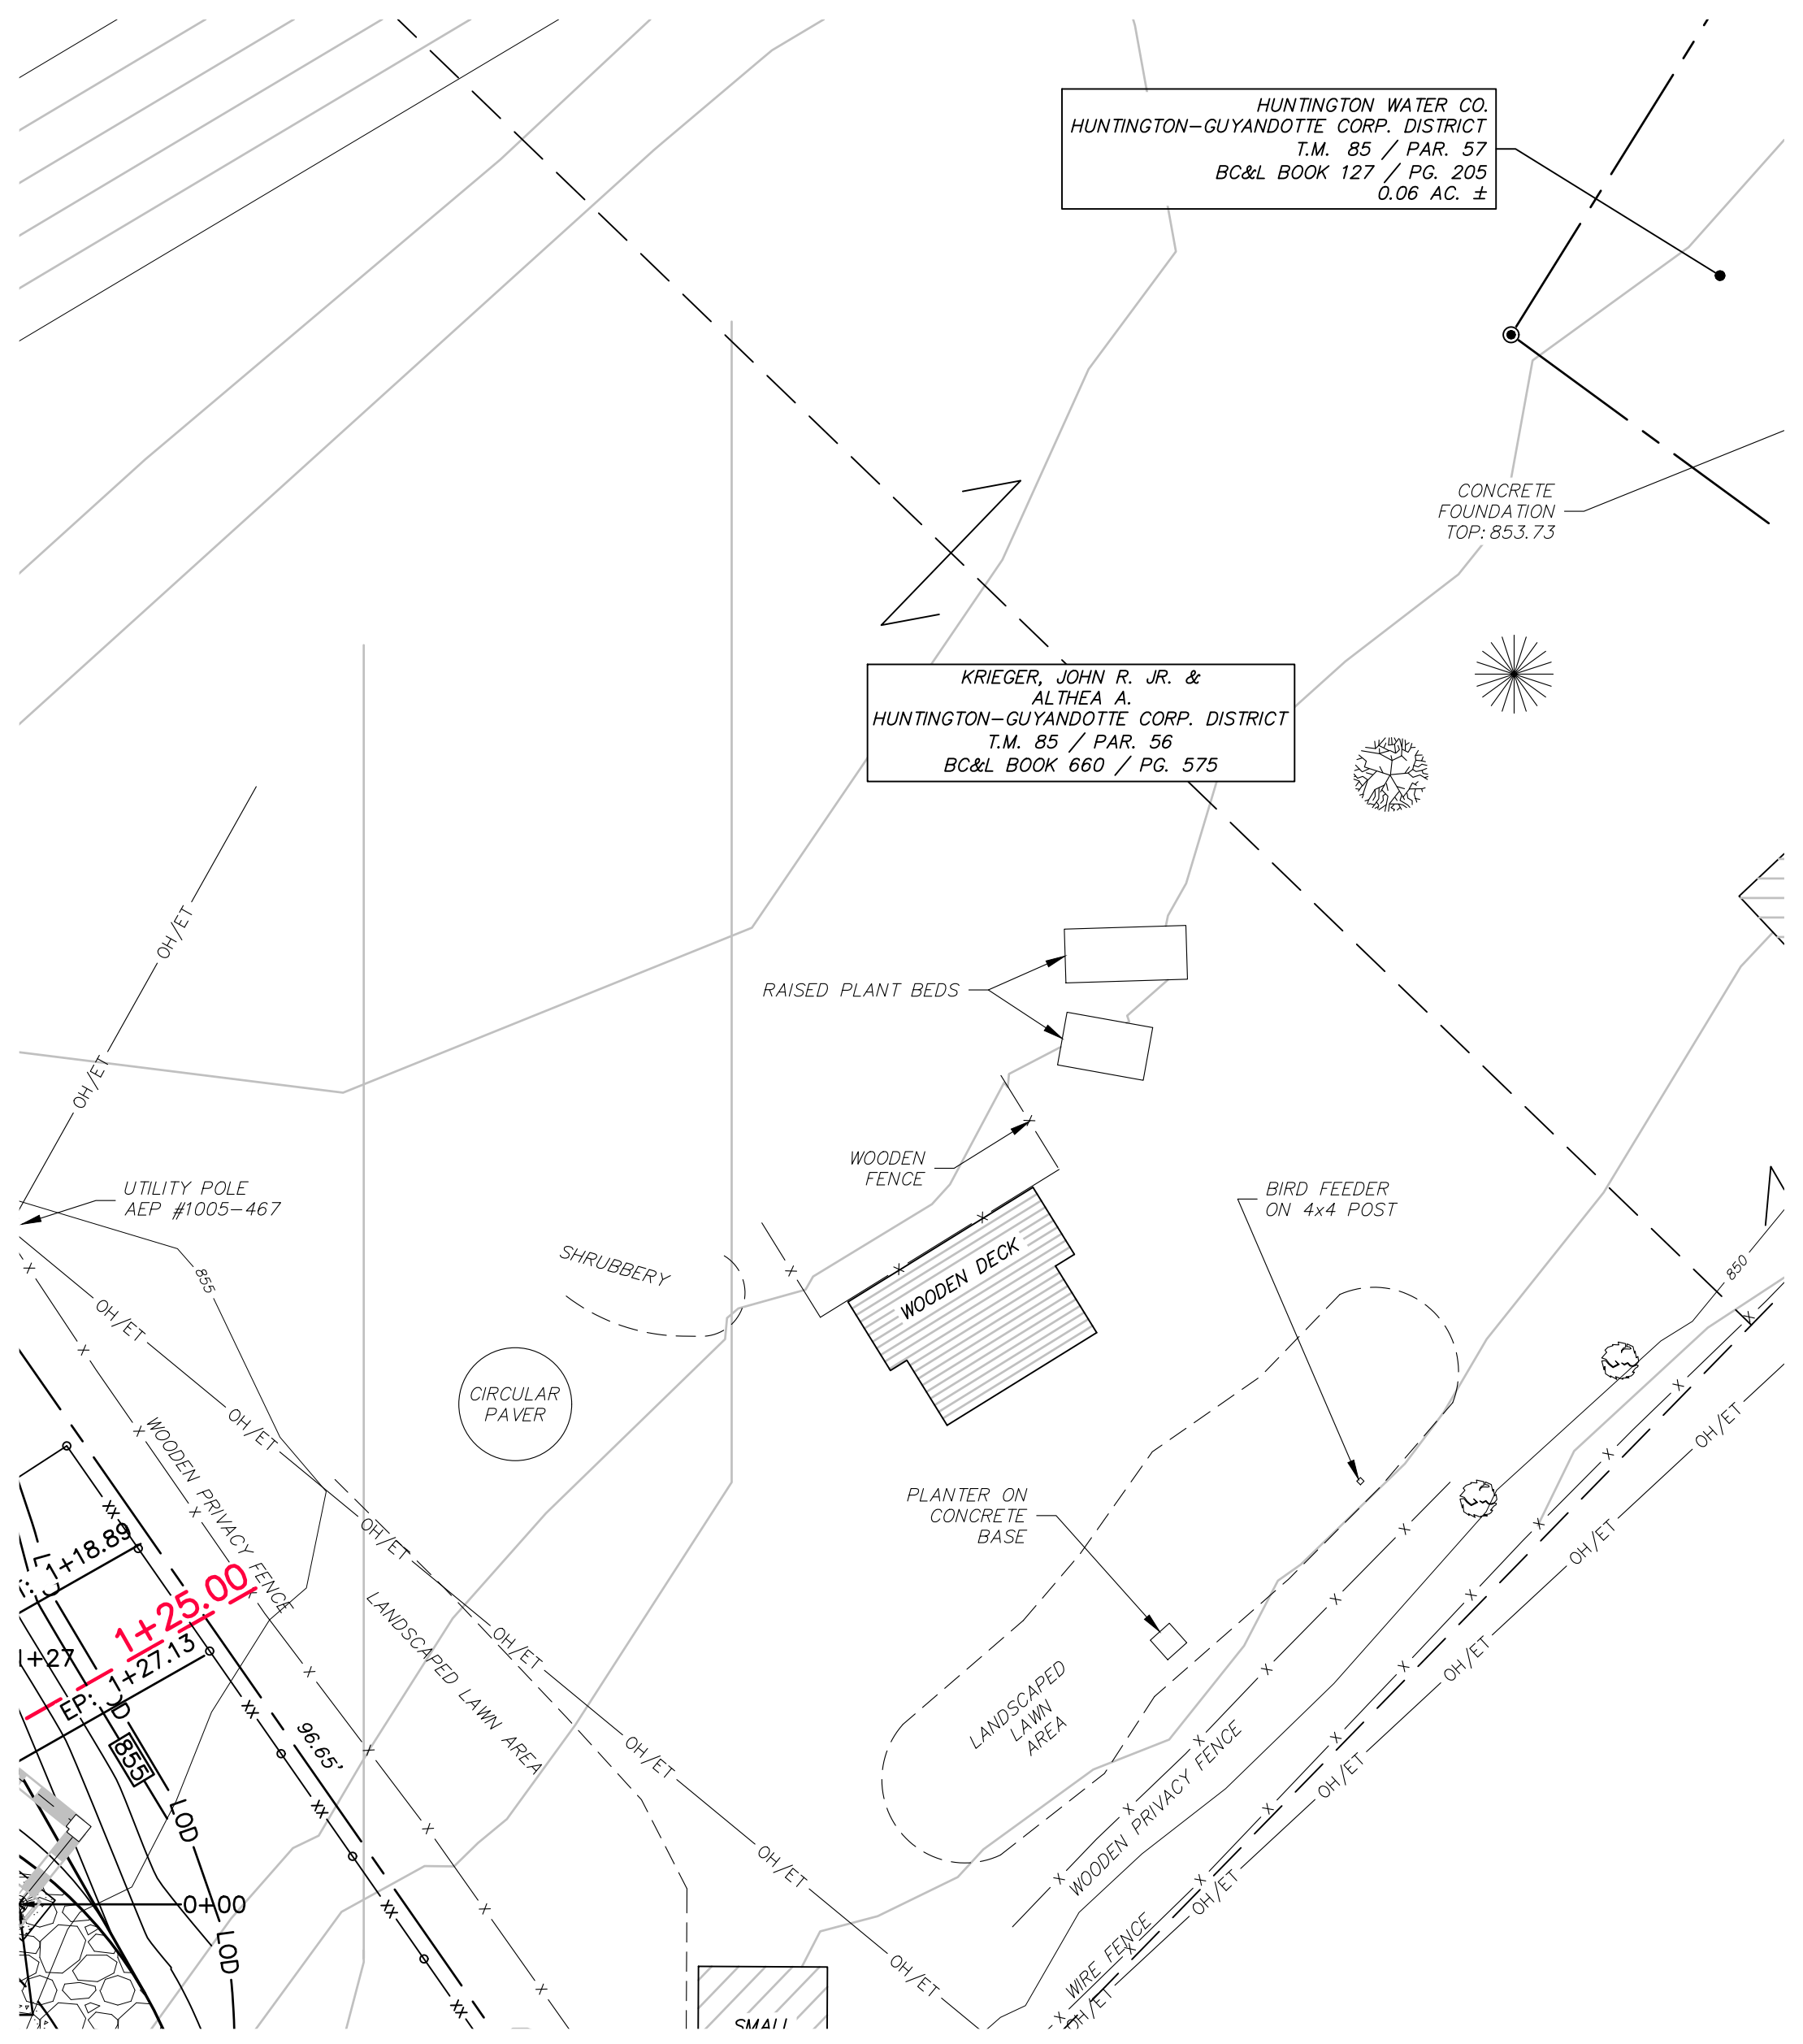 HUNTINGTON WATER CO.
HUNTINGTON-GUYANDOTTE CORP. DISTRICT
T.M. 85 / PAR. 57
BC&L BOOK 127 / PG. 205
0.06 AC. ±
CONCRETE
FOUNDATION
TOP: 853.73
KRIEGER, JOHN R. JR. &
ALTHEA A.
HUNTINGTON-GUYANDOTTE CORP. DISTRICT
T.M. 85 / PAR. 56
BC&L BOOK 660 / PG. 575
OH/ET
RAISED PLANT BEDS
OH/ET
WOODEN
FENCE
UTILITY POLE
AEP #1005-467
BIRD FEEDER
ON 4x4 POST
SHRUBBERY
855
WOODEN DECK
850
OH/ET
CIRCULAR
PAVER
OH/ET
WOODEN PRIVACY FENCE
OH/ET
PLANTER ON
CONCRETE
BASE
OH/ET
OH/ET
1+18.89
1+25.00
LANDSCAPED LAWN AREA
OH/ET
OH/ET
1+27
EP: 1+27.13
LANDSCAPED
LAWN
AREA
96.65'
855
OH/ET
OH/ET
WOODEN PRIVACY FENCE
LOD
OH/ET
0+00
OH/ET
LOD
OH/ET
WIRE FENCE
OH/ET
SMALL